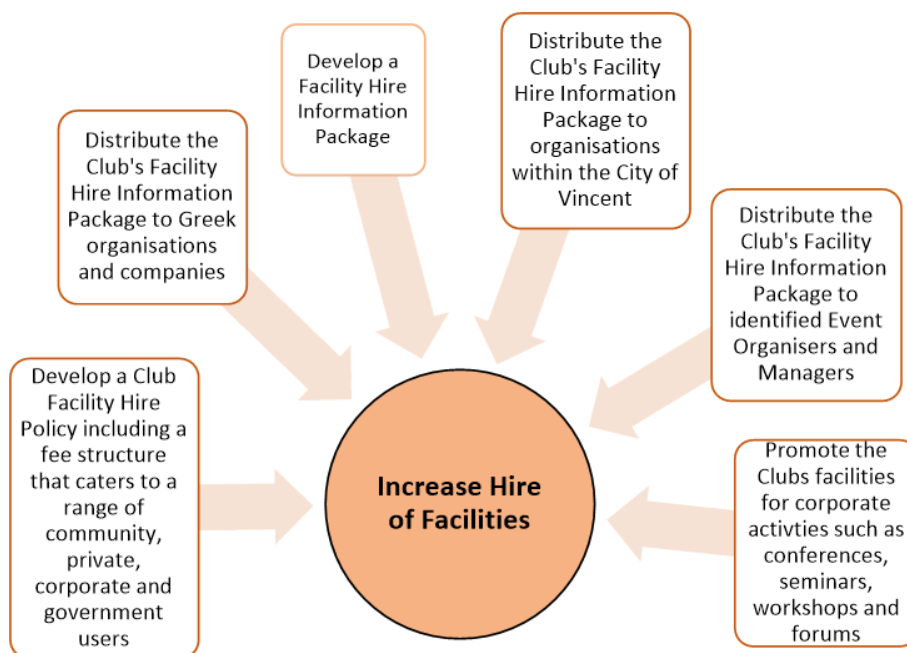 Develop a Club
Facility Hire
Policy including a
fee structure
that caters to a
range of
community,
private,
corporate and
government
users
Distribute the
Club's Facility
Hire Information
Package to Greek
organisations
and companies
Develop a
Facility Hire
Information
Package
Distribute the
Club's Facility
Hire Information
Package to
organisations
within the City of
Vincent
Distribute the
Club's Facility
Hire Information
Package to
identified Event
Organisers and
Managers
Promote the
Clubs facilities
for corporate
activties such as
conferences,
seminars,
workshops and
forums
Increase Hire
of Facilities